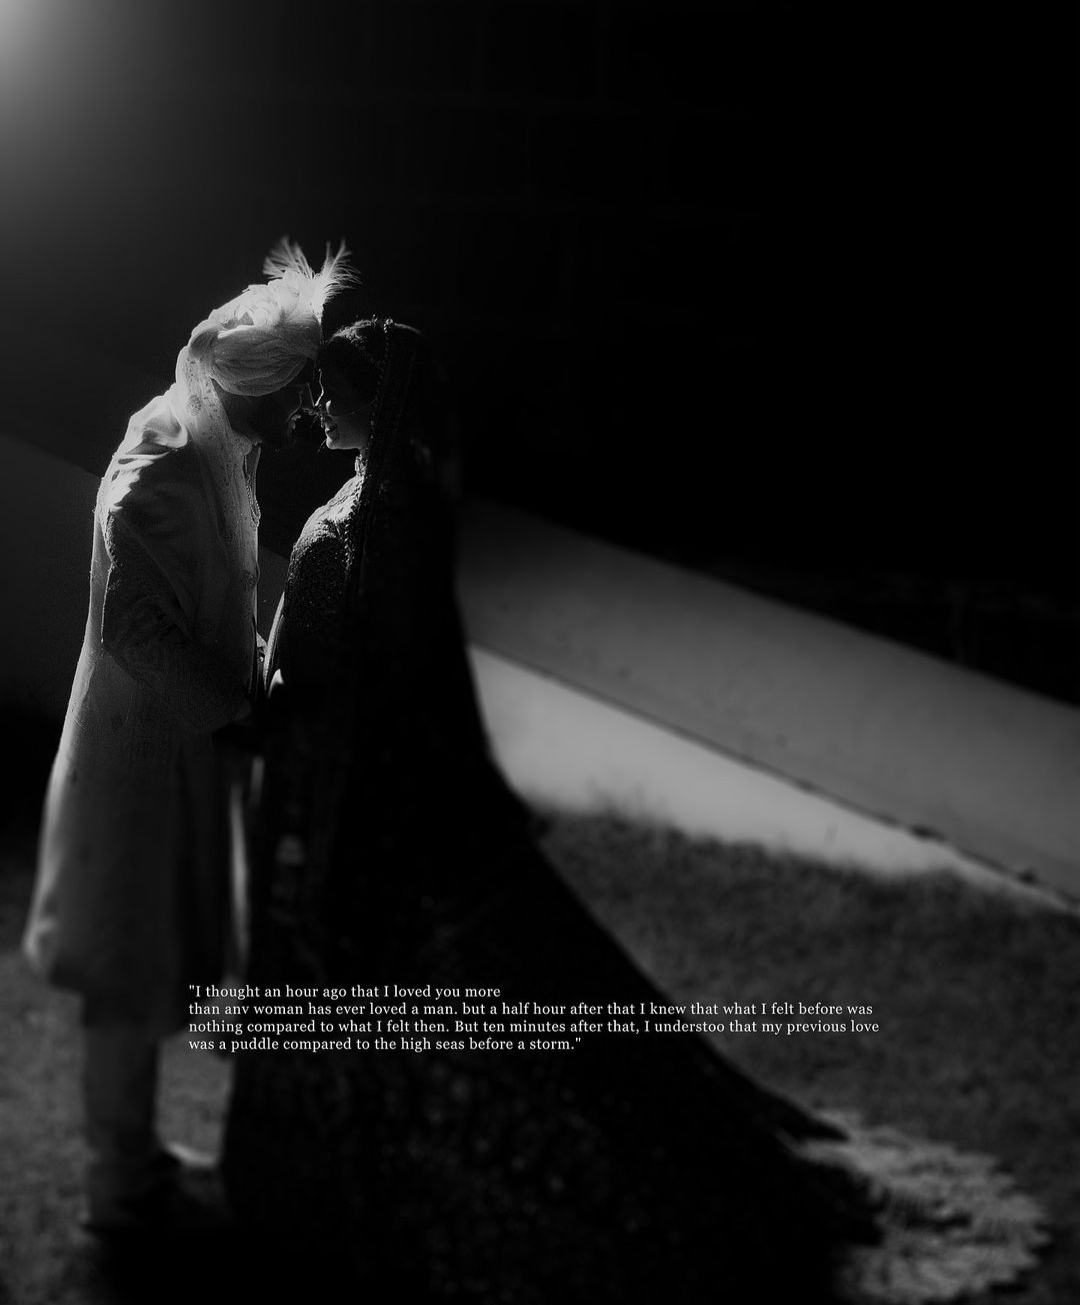 "I thought an hour ago that I loved you more
than anv woman has ever loved a man. but a half hour after that I knew that what I felt before was
nothing compared to what I felt then. But ten minutes after that, I understoo that my previous love
was a puddle compared to the high seas before a storm."